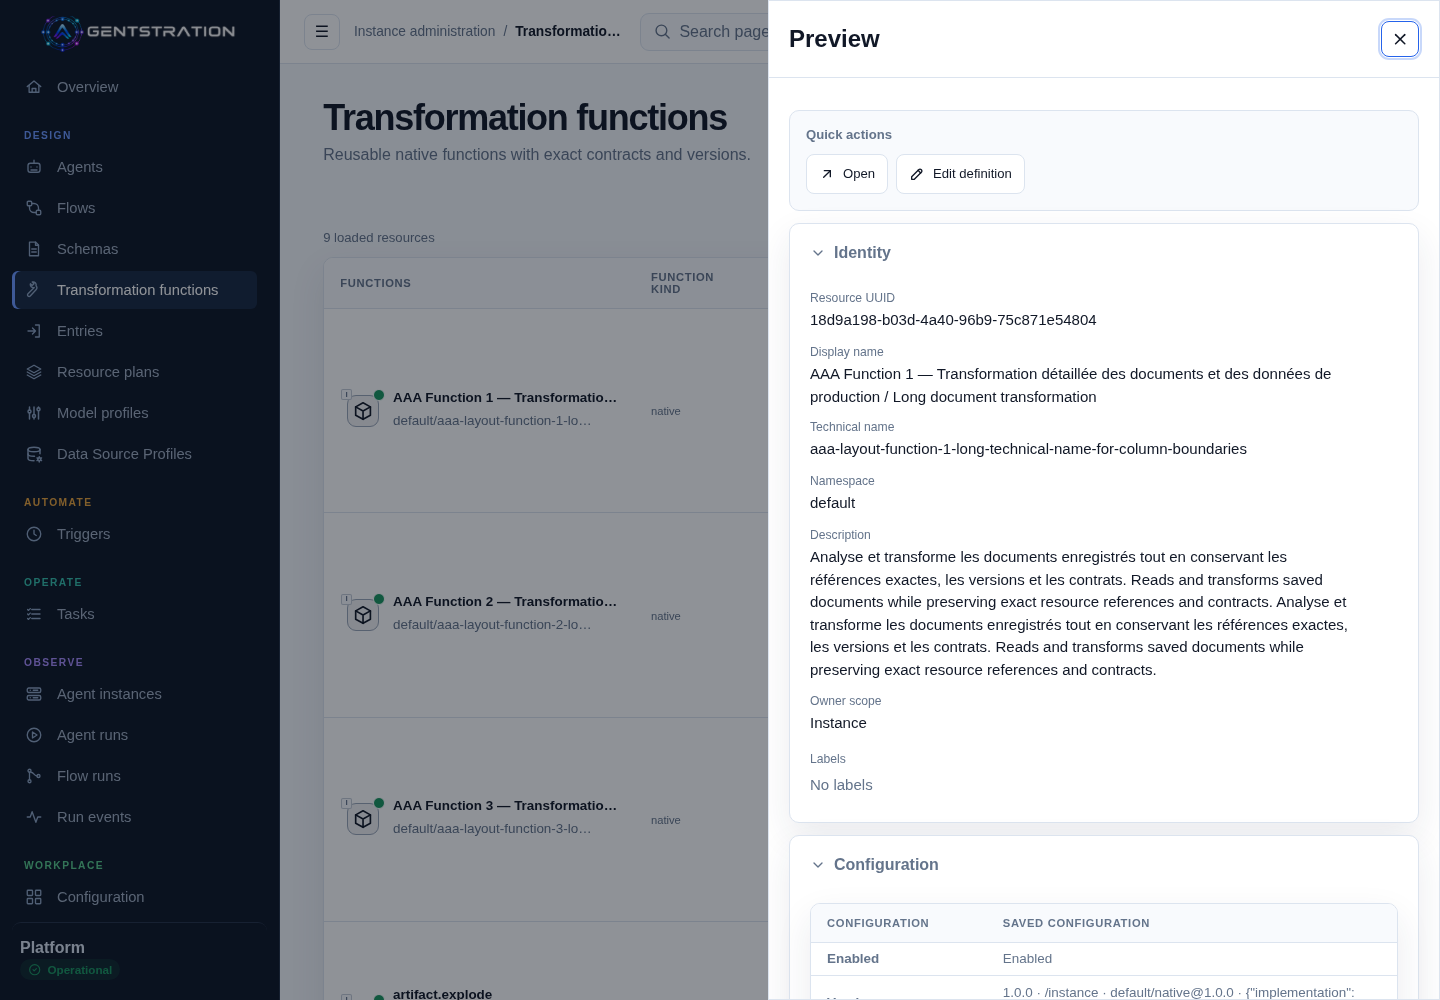 GENTSTRATION
Overview
DESIGN
Agents
Flows
Schemas
Transformation functions
Entries
Resource plans
Model profiles
Data Source Profiles
AUTOMATE
Triggers
OPERATE
Tasks
OBSERVE
Agent instances
Agent runs
Flow runs
Run events
WORKPLACE
Configuration
Platform
Operational
Instance administration / Transformatio…
Search page
Transformation functions
Reusable native functions with exact contracts and versions.
9 loaded resources
FUNCTIONS
FUNCTION
KIND
I
AAA Function 1 — Transformatio…
default/aaa-layout-function-1-lo…
native
I
AAA Function 2 — Transformatio…
default/aaa-layout-function-2-lo…
native
I
AAA Function 3 — Transformatio…
default/aaa-layout-function-3-lo…
native
I
artifact.explode
Preview
Quick actions
Open
Edit definition
Identity
Resource UUID
18d9a198-b03d-4a40-96b9-75c871e54804
Display name
AAA Function 1 — Transformation détaillée des documents et des données de
production / Long document transformation
Technical name
aaa-layout-function-1-long-technical-name-for-column-boundaries
Namespace
default
Description
Analyse et transforme les documents enregistrés tout en conservant les
références exactes, les versions et les contrats. Reads and transforms saved
documents while preserving exact resource references and contracts. Analyse et
transforme les documents enregistrés tout en conservant les références exactes,
les versions et les contrats. Reads and transforms saved documents while
preserving exact resource references and contracts.
Owner scope
Instance
Labels
No labels
Configuration
CONFIGURATION
SAVED CONFIGURATION
Enabled
Enabled
1.0.0 · /instance · default/native@1.0.0 · {"implementation":